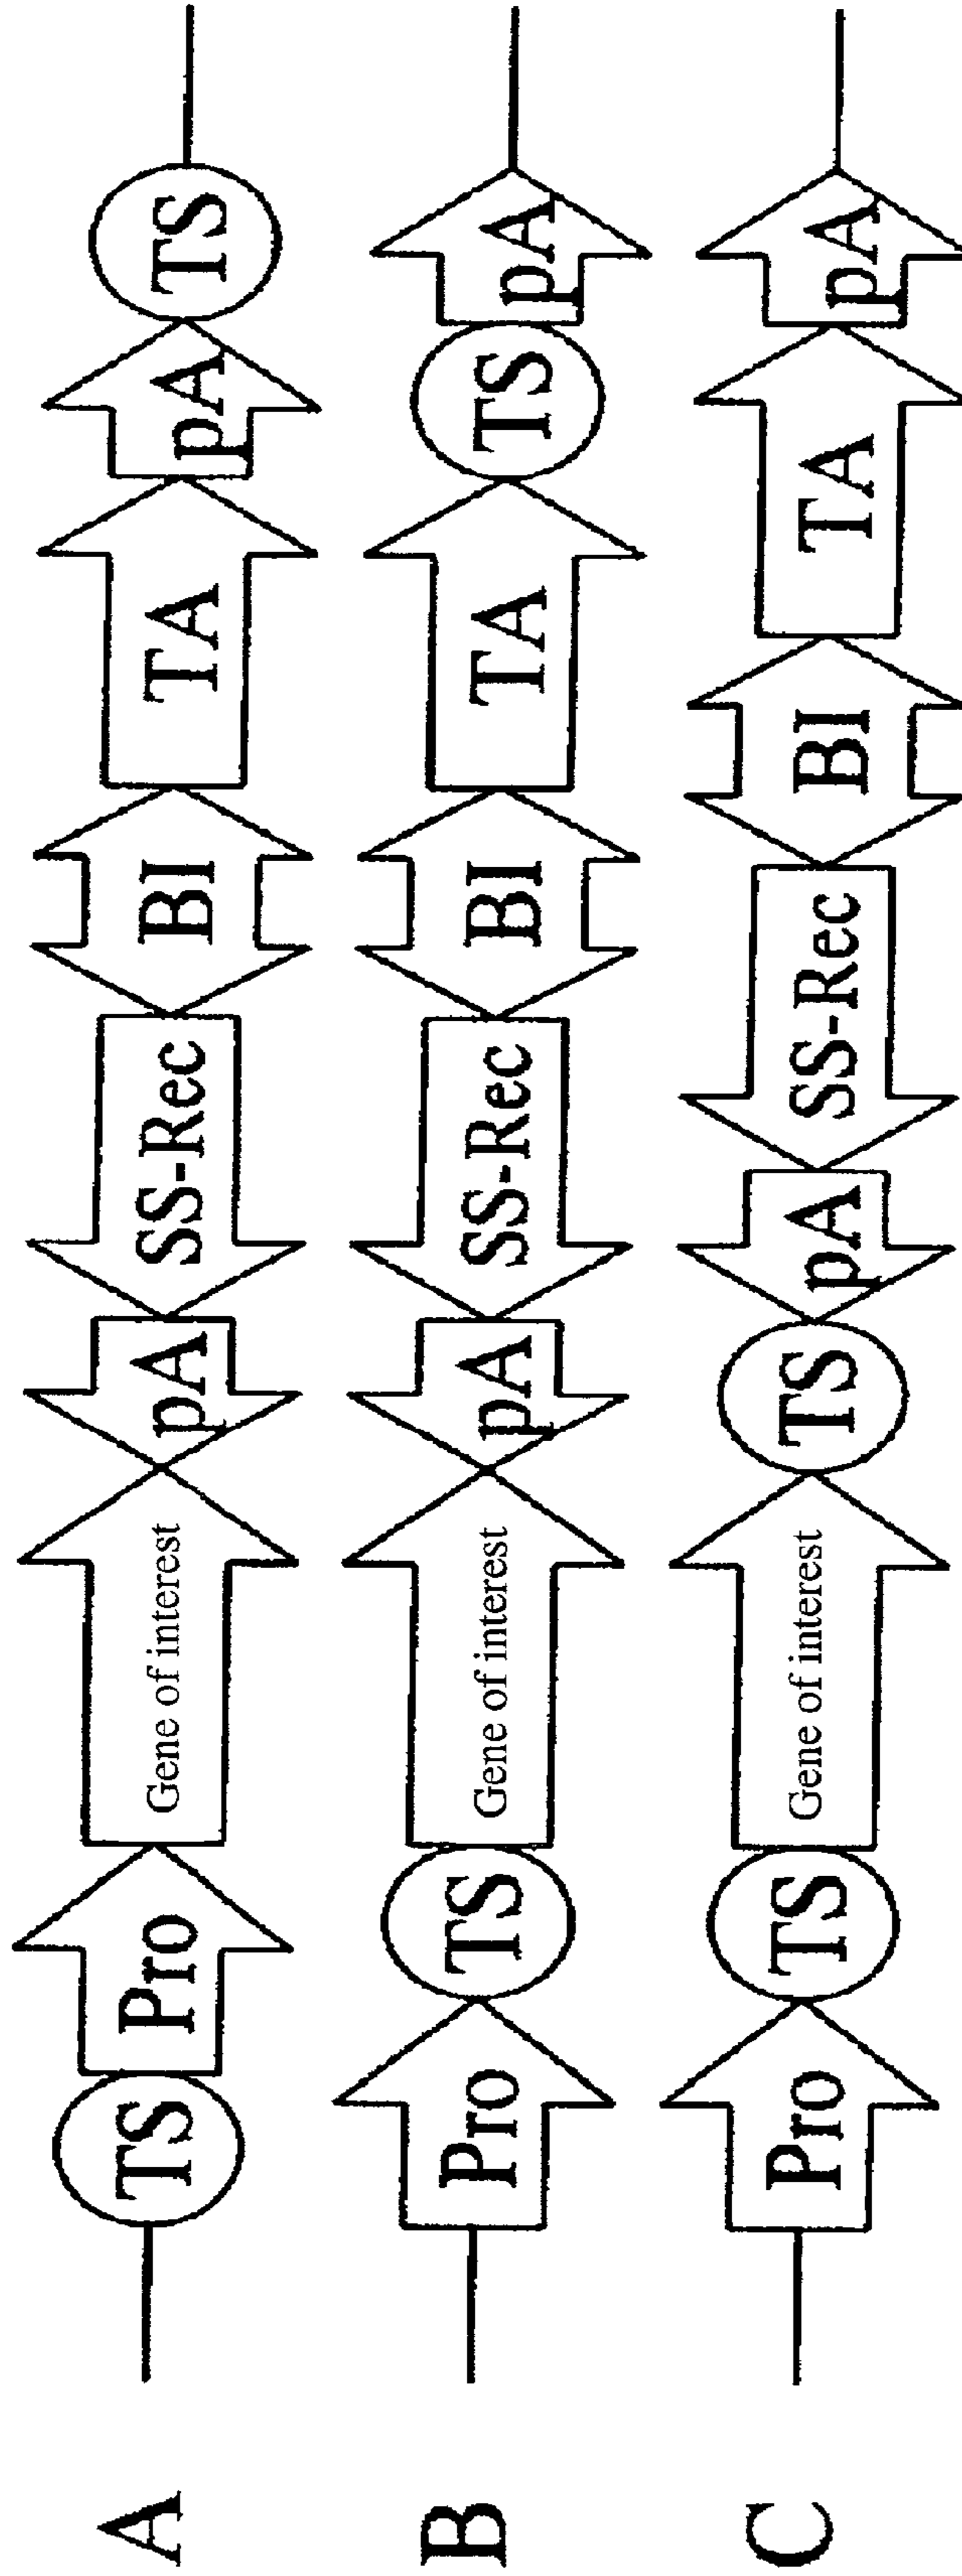 A TS Pro Gene of interest pA SS-Rec BI TA pA TS
B Pro TS Gene of interest pA SS-Rec BI TA TS pA
C Pro TS Gene of interest TS pA SS-Rec BI TA pA